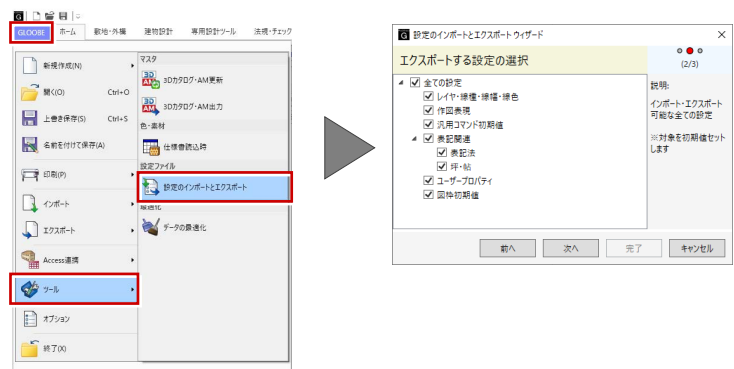 GLOOBE ホーム 敷地・外構 建物設計 専用設計ツール 法規・チェック
新規作成(N)
開く(O) Ctrl+O
上書き保存(S) Ctrl+S
名前を付けて保存(A)
印刷(P)
インポート
エクスポート
Access連携
ツール
オプション
終了(X)
マスタ
3Dカタログ・AM更新
3Dカタログ・AM出力
色・素材
仕様書読込時
設定ファイル
設定のインポートとエクスポート
最適化
データの最適化
設定のインポートとエクスポート ウィザード
エクスポートする設定の選択
(2/3)
全ての設定
レイヤ・線種・線幅・線色
作図表現
汎用コマンド初期値
表記関連
表記法
坪・帖
ユーザープロパティ
図枠初期値
説明:
インポート・エクスポート
可能な全ての設定
※対象を初期値セット
します
前へ 次へ 完了 キャンセル